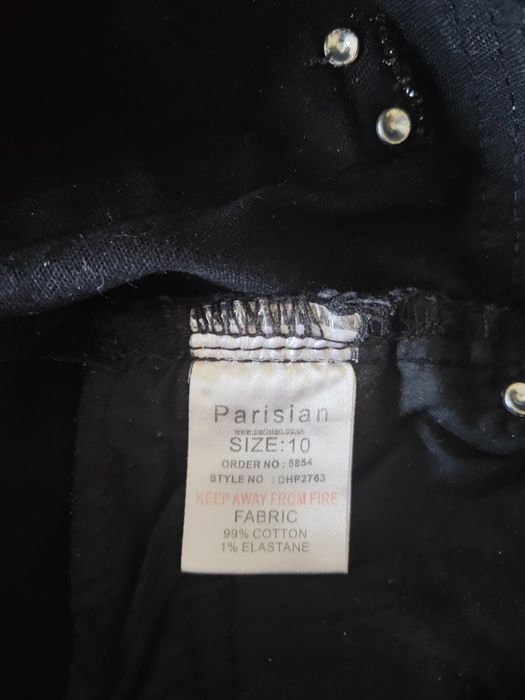 Parisian
www.parisian.co.uk
SIZE:10
ORDER NO : 5854
STYLE NO : DHP2763
KEEP AWAY FROM FIRE
FABRIC
99% COTTON
1% ELASTANE